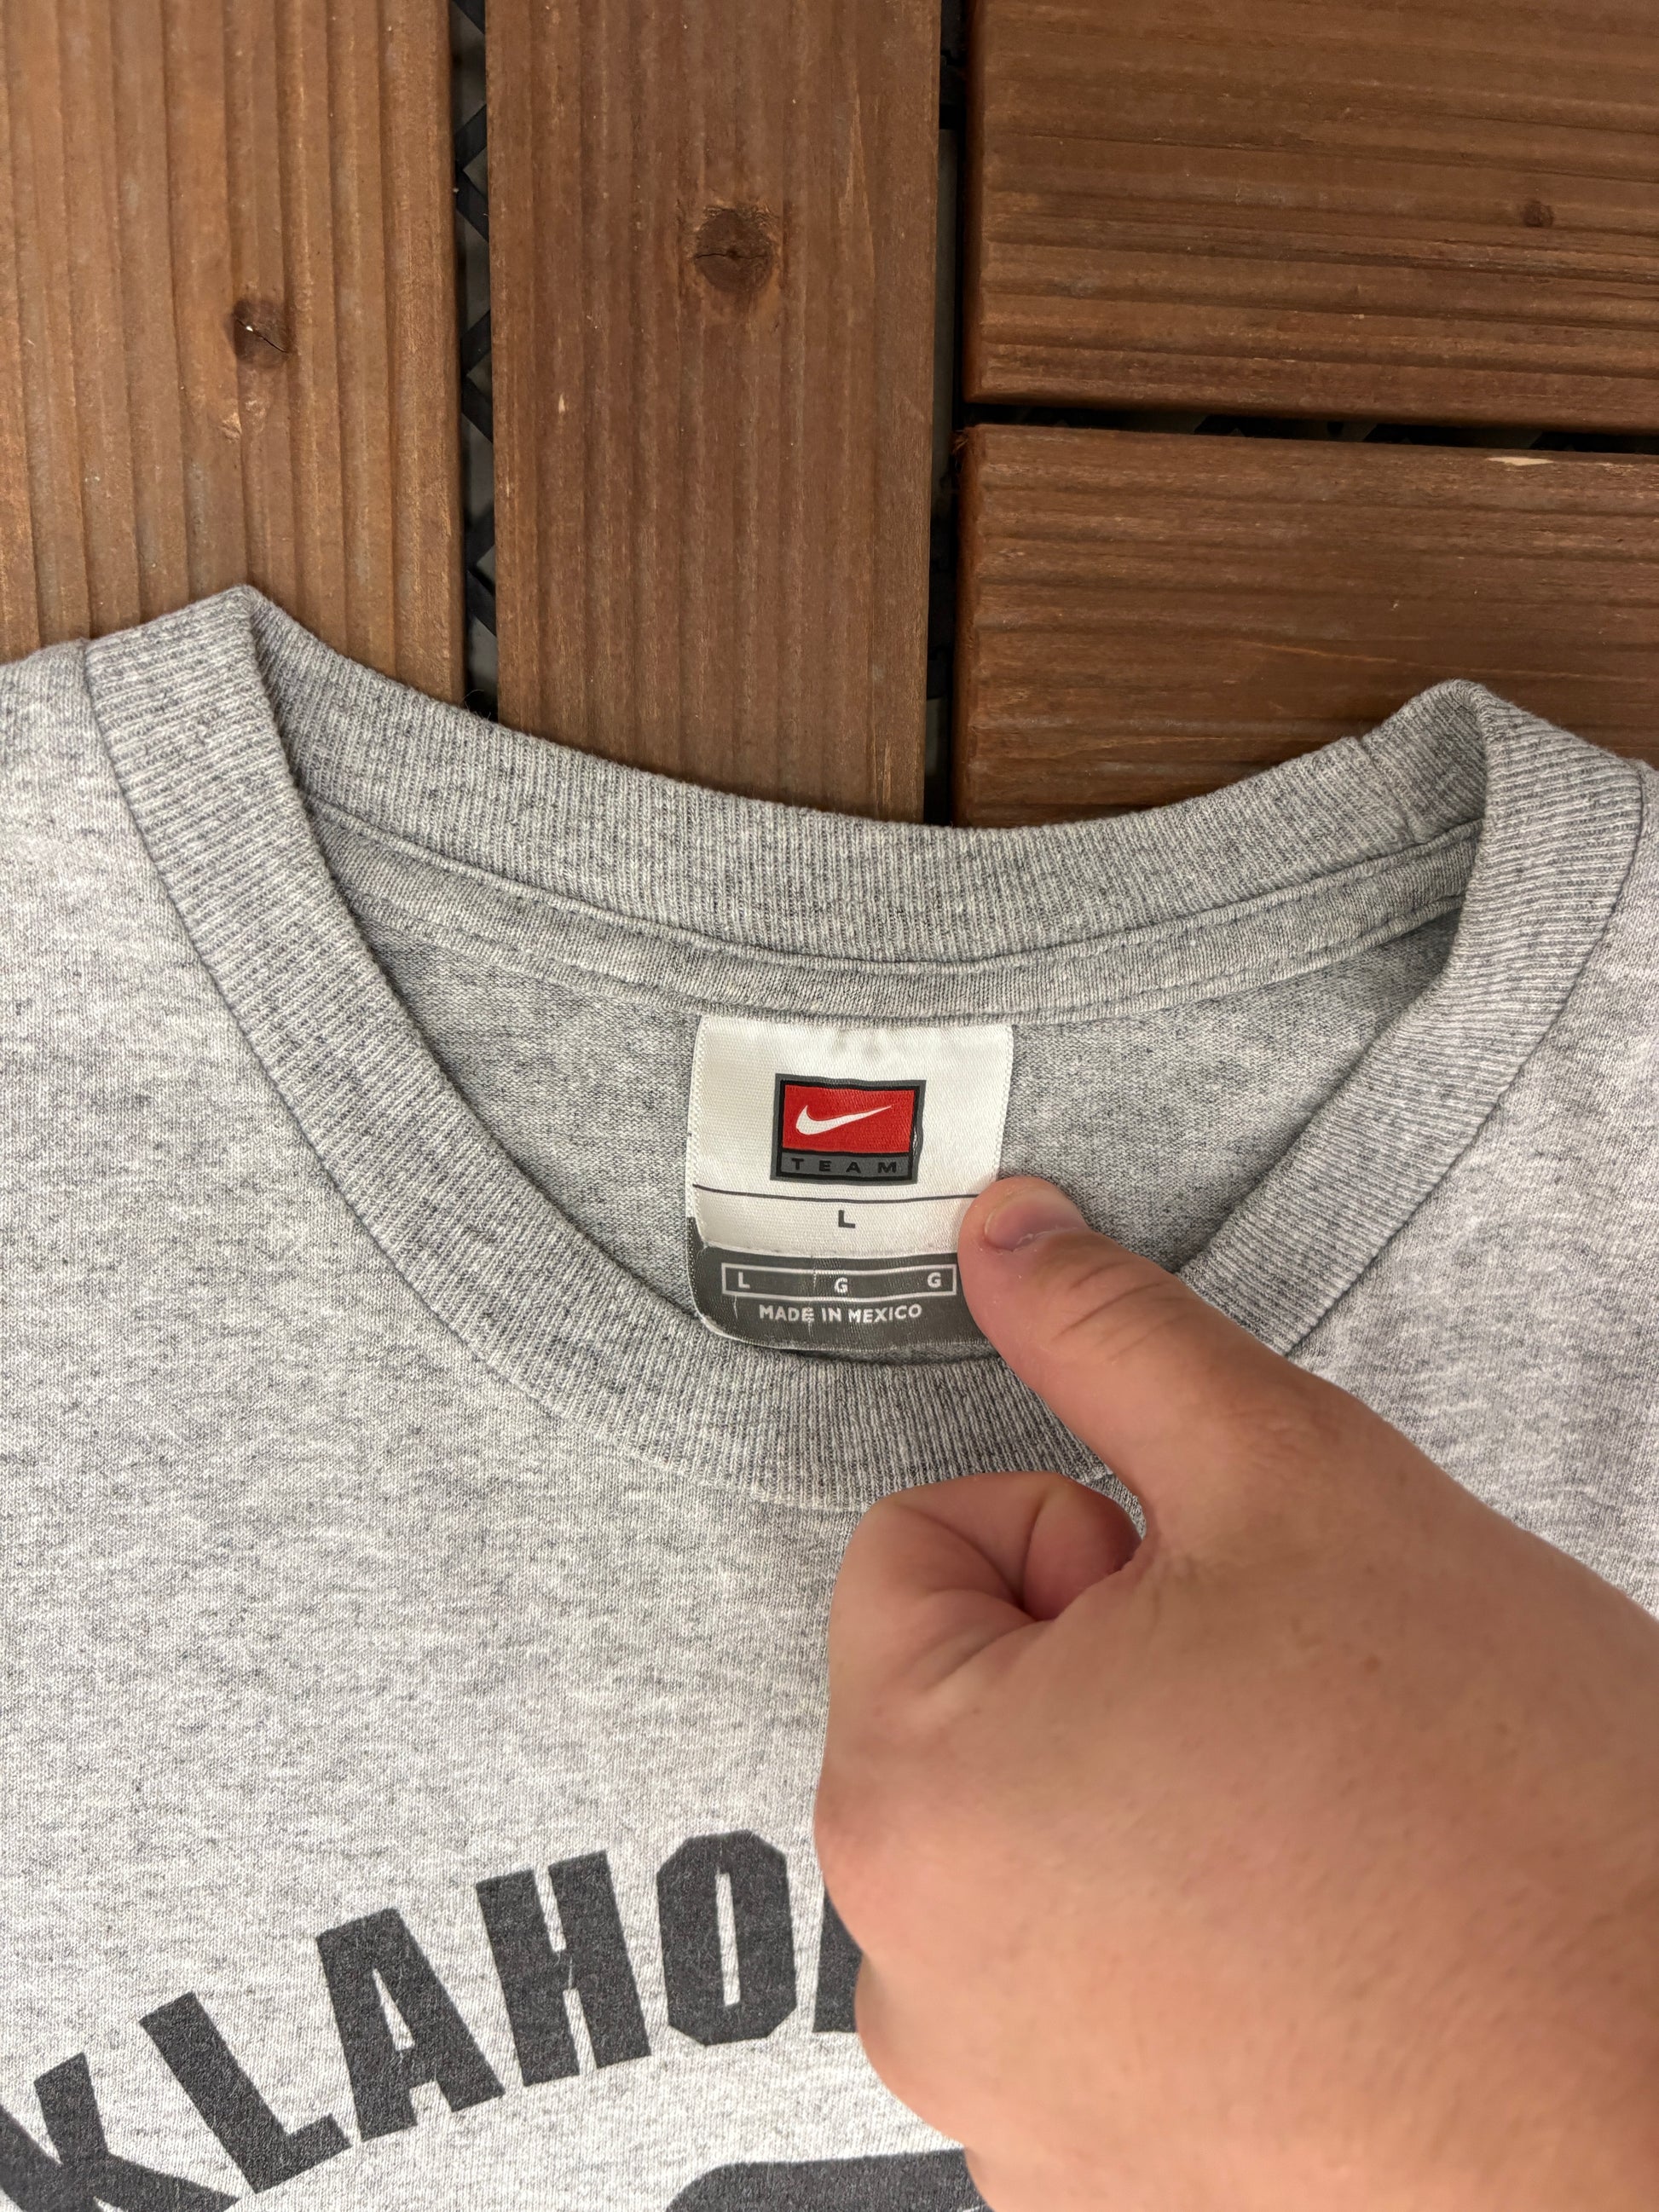 TEAM
L
L G G
MADE IN MEXICO
KLAHO